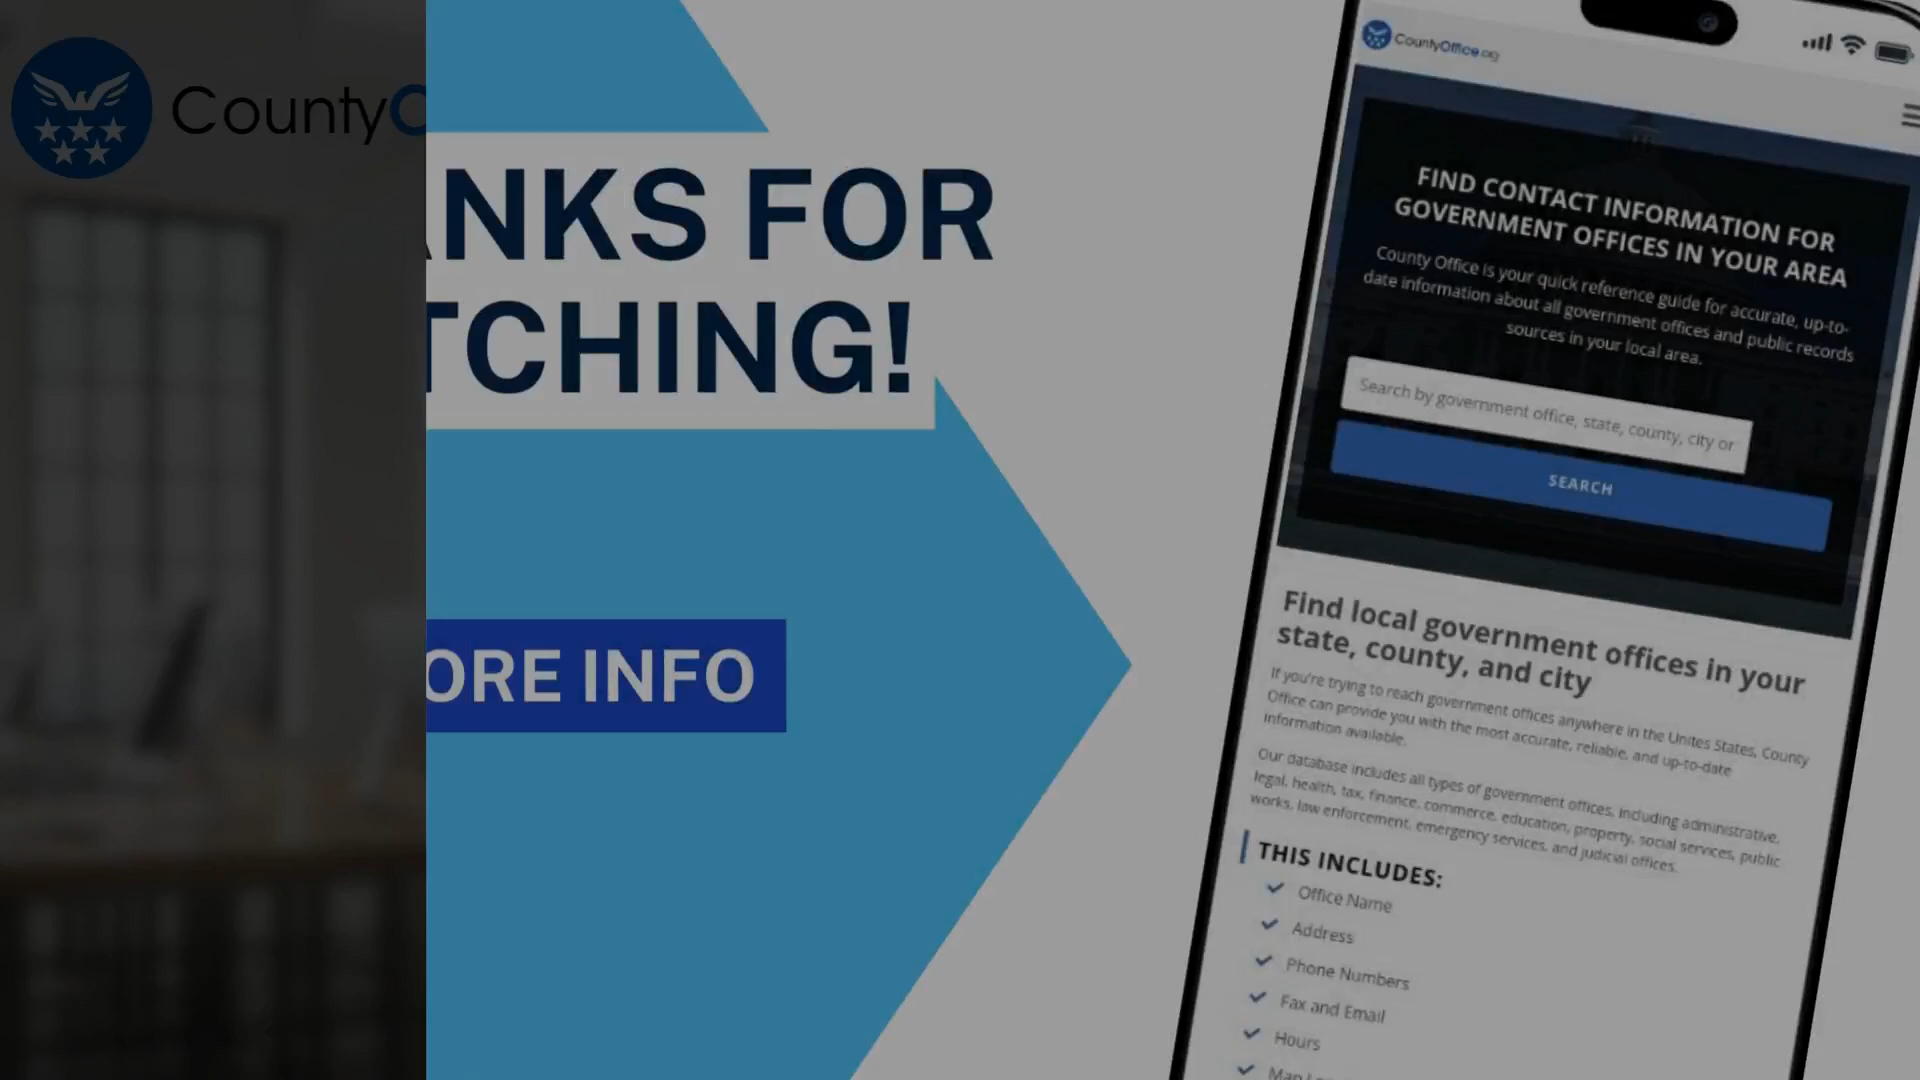 County
NKS FOR
TCHING!
ORE INFO
CountyOffice.org
FIND CONTACT INFORMATION FOR
GOVERNMENT OFFICES IN YOUR AREA
County Office is your quick reference guide for accurate, up-to-
date information about all government offices and public records
sources in your local area.
Search by government office, state, county, city or
SEARCH
Find local government offices in your
state, county, and city
If you're trying to reach government offices anywhere in the Unites States, County
Office can provide you with the most accurate, reliable, and up-to-date
information available.
Our database includes all types of government offices, including administrative,
legal, health, tax, finance, commerce, education, property, social services, public
works, law enforcement, emergency services, and judicial offices.
THIS INCLUDES:
Office Name
Address
Phone Numbers
Fax and Email
Hours
Map